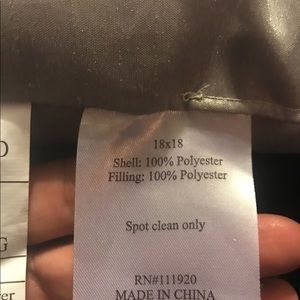 18x18
Shell: 100% Polyester
Filling: 100% Polyester
Spot clean only
RN#111920
MADE IN CHINA